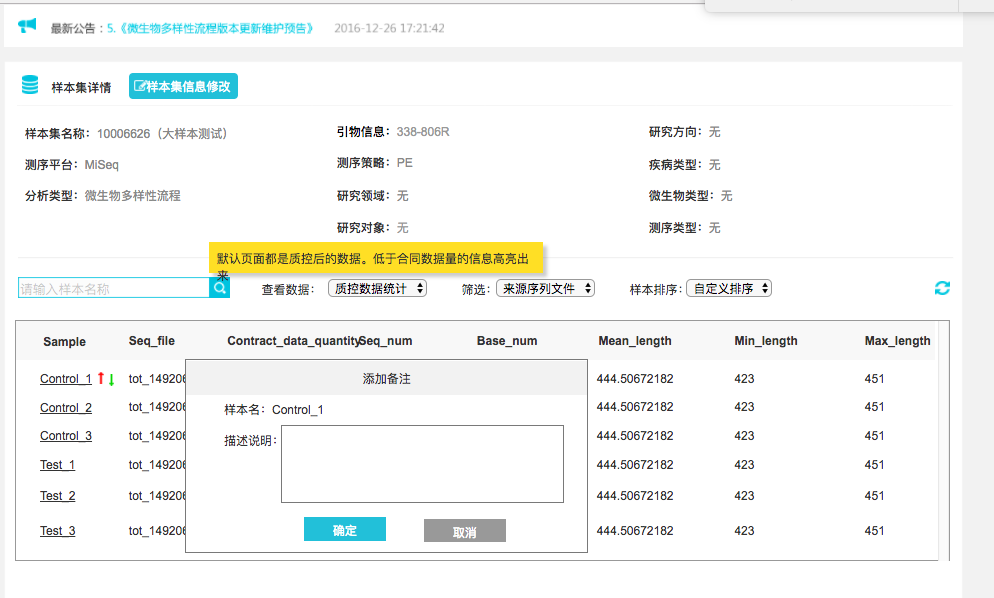 最新公告：5.《微生物多样性流程版本更新维护预告》 2016-12-26 17:21:42
样本集详情 样本集信息修改
样本集名称：10006626（大样本测试） 引物信息：338-806R 研究方向：无
测序平台：MiSeq 测序策略：PE 疾病类型：无
分析类型：微生物多样性流程 研究领域：无 微生物类型：无
研究对象：无 测序类型：无
默认页面都是质控后的数据。低于合同数据量的信息高亮出
来
请输入样本名称 查看数据：质控数据统计 筛选：来源序列文件 样本排序：自定义排序
Sample Seq_file Contract_data_quantity Seq_num Base_num Mean_length Min_length Max_length
Control_1 tot_14920 444.50672182 423 451
添加备注
Control_2 tot_14920 444.50672182 423 451
样本名：Control_1
Control_3 tot_14920 444.50672182 423 451
描述说明：
Test_1 tot_14920 444.50672182 423 451
Test_2 tot_14920 444.50672182 423 451
Test_3 tot_14920 444.50672182 423 451
确定 取消